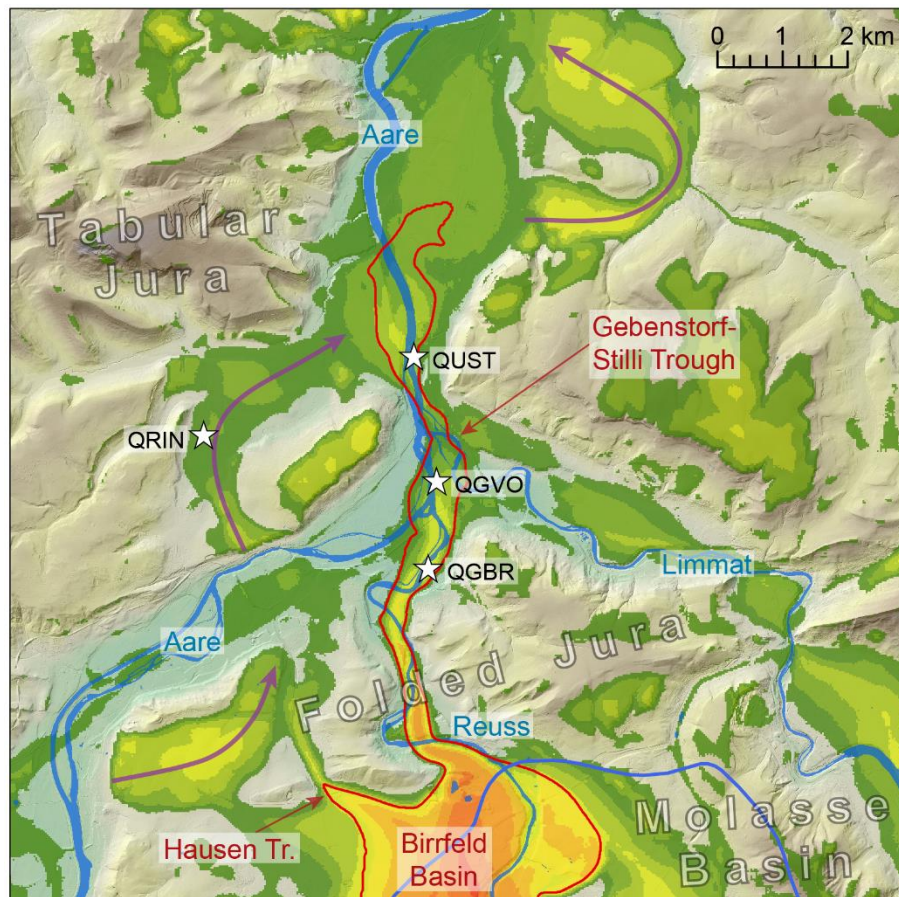 0 1 2 km
Aare
Tabular
Jura
Gebenstorf-
Stilli Trough
QUST
QRIN
QGVO
QGBR
Limmat
Aare
Folded Jura
Reuss
Hausen Tr.
Birrfeld
Basin
Molasse
Basin